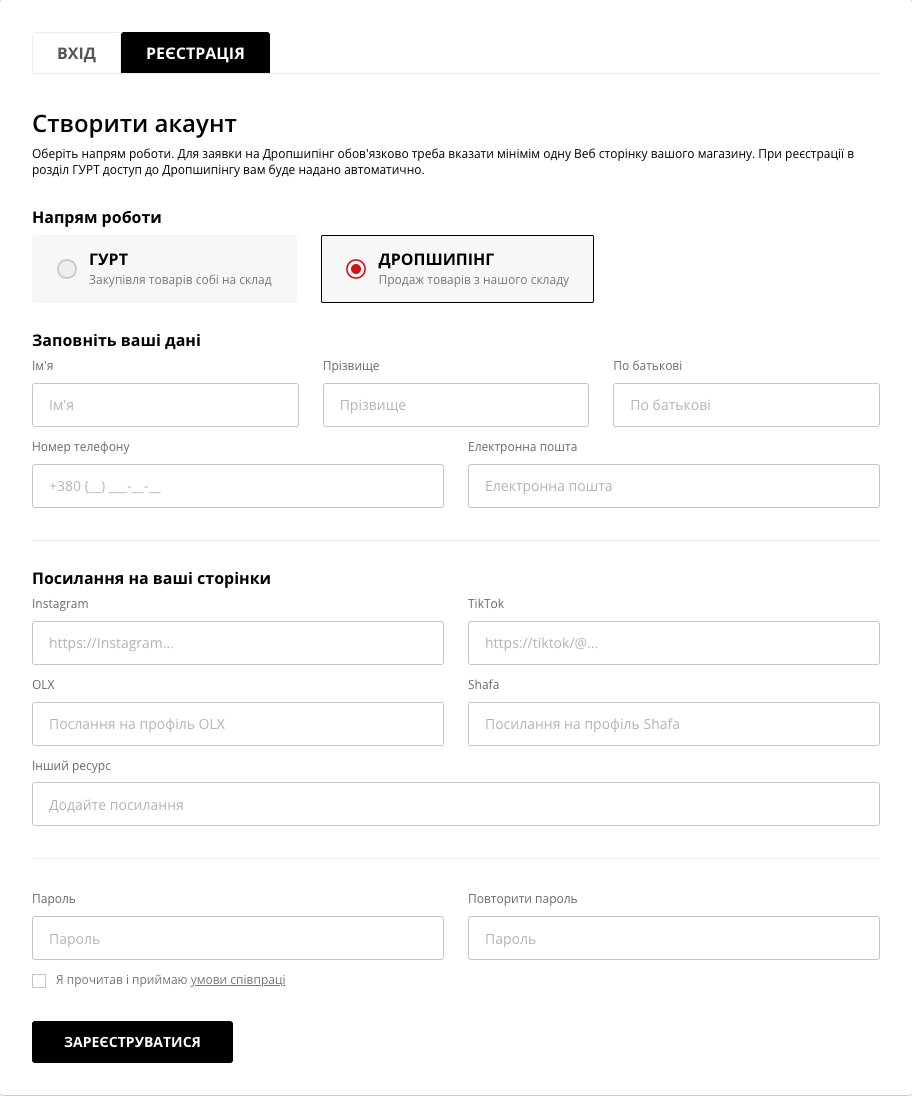 ВХІД РЕЄСТРАЦІЯ
Створити акаунт
Оберіть напрям роботи. Для заявки на Дропшипінг обов'язково треба вказати мінімім одну Веб сторінку вашого магазину. При реєстрації в
розділ ГУРТ доступ до Дропшипінгу вам буде надано автоматично.
Напрям роботи
ГУРТ
Закупівля товарів собі на склад
ДРОПШИПІНГ
Продаж товарів з нашого складу
Заповніть ваші дані
Ім'я Прізвище По батькові
Ім'я Прізвище По батькові
Номер телефону Електронна пошта
+380 (__) ___-__-__ Електронна пошта
Посилання на ваші сторінки
Instagram TikTok
https://Instagram... https://tiktok/@...
OLX Shafa
Послання на профіль OLX Посилання на профіль Shafa
Інший ресурс
Додайте посилання
Пароль Повторити пароль
Пароль Пароль
Я прочитав і приймаю умови співпраці
ЗАРЕЄСТРУВАТИСЯ